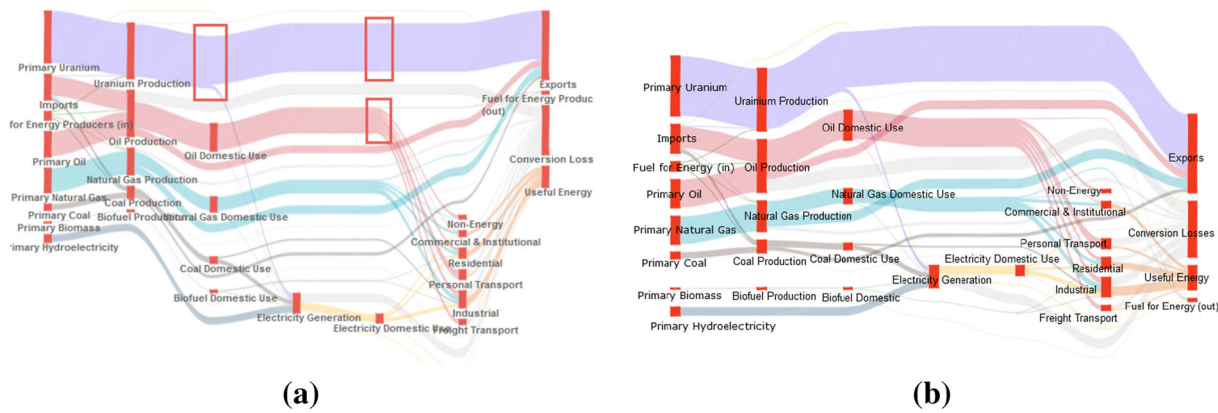 Primary Uranium
Uranium Production
Imports
for Energy Producers (in)
Oil Production
Primary Oil
Oil Domestic Use
Natural Gas Production
Primary Natural Gas
Coal Production
Primary Coal
Biofuel Produ
Natural Gas Domestic Use
Primary Biomass
rimary Hydroelectricity
Coal Domestic Use
Biofuel Domestic Use
Electricity Generation
Electricity Domestic Use
Non-Energy
Commercial & Institutional
Residential
Personal Transport
Industrial
Freight Transport
Exports
Fuel for Energy Produc
(out)
Conversion Loss
Useful Energy
(a)
Primary Uranium
Urainium Production
Imports
Oil Domestic Use
Fuel for Energy (in)
Oil Production
Primary Oil
Natural Gas Domestic Use
Natural Gas Production
Primary Natural Gas
Coal Production
Coal Domestic Use
Primary Coal
Electricity Domestic Use
Electricity Generation
Primary Biomass
Biofuel Production
Biofuel Domestic
Primary Hydroelectricity
Non-Energy
Commercial & Institutional
Personal Transport
Residential
Industrial
Freight Transport
Exports
Conversion Losses
Useful Energy
Fuel for Energy (out)
(b)